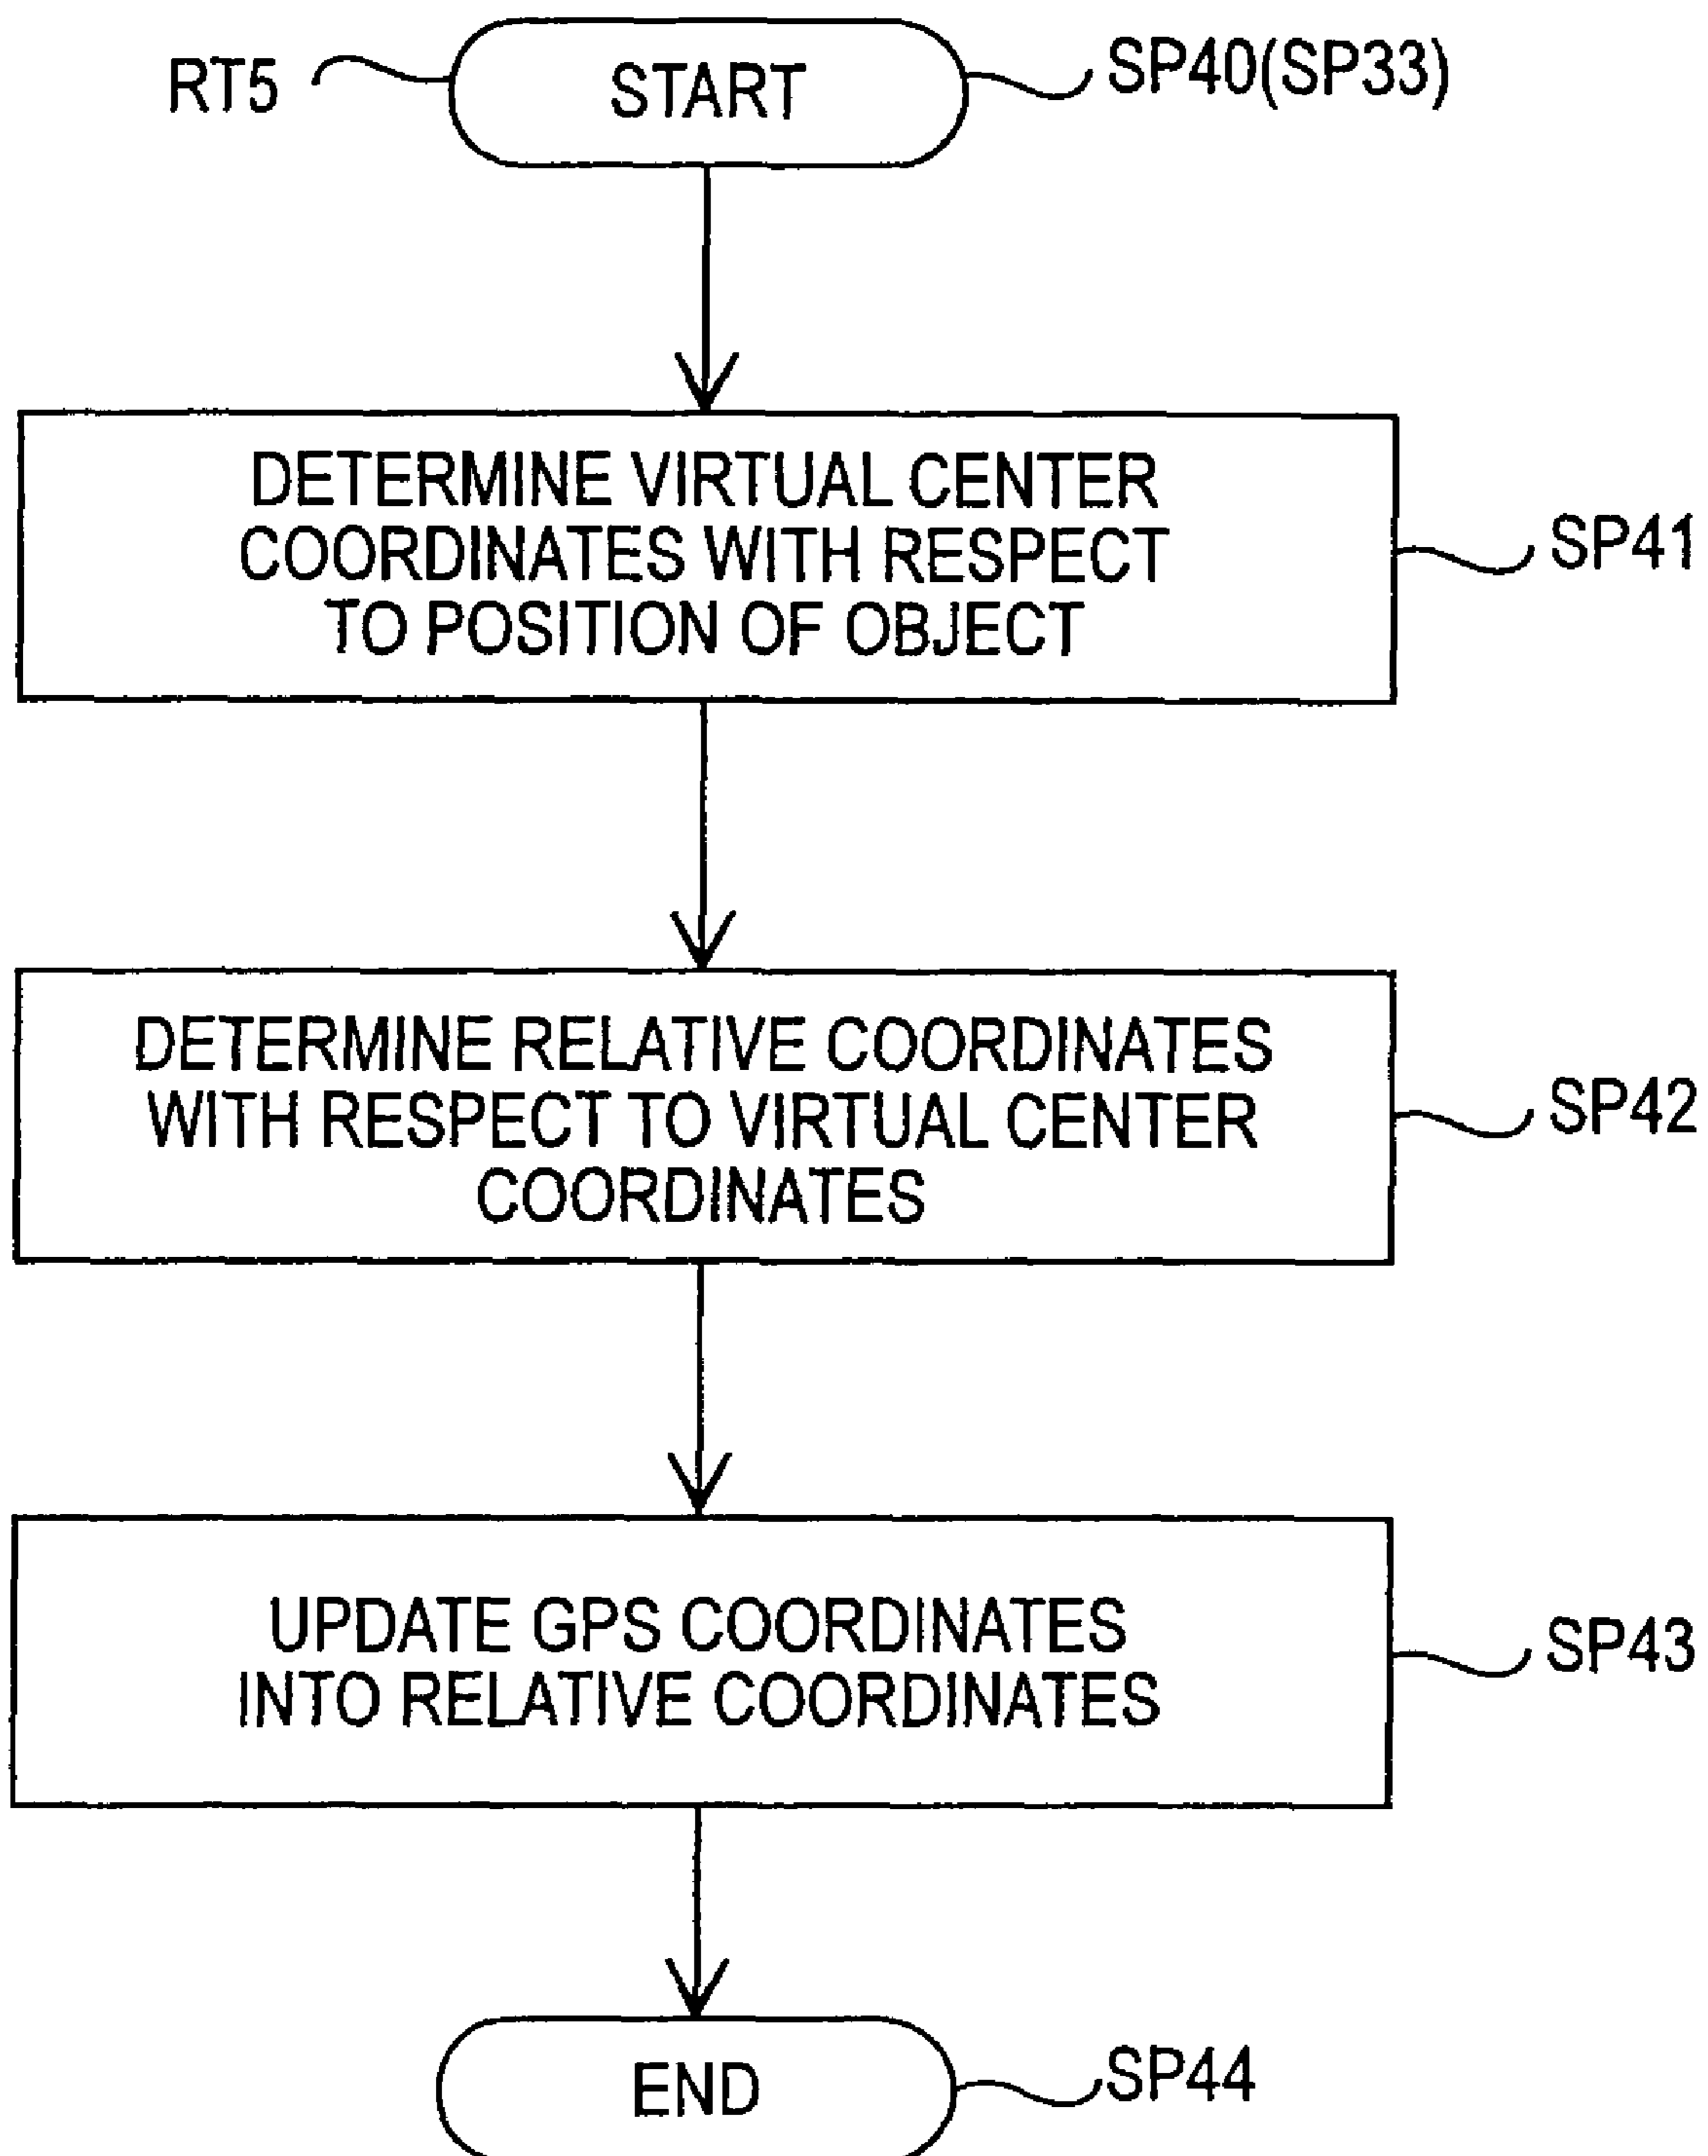 RT5
START
SP40(SP33)
DETERMINE VIRTUAL CENTER
COORDINATES WITH RESPECT
TO POSITION OF OBJECT
SP41
DETERMINE RELATIVE COORDINATES
WITH RESPECT TO VIRTUAL CENTER
COORDINATES
SP42
UPDATE GPS COORDINATES
INTO RELATIVE COORDINATES
SP43
END
SP44